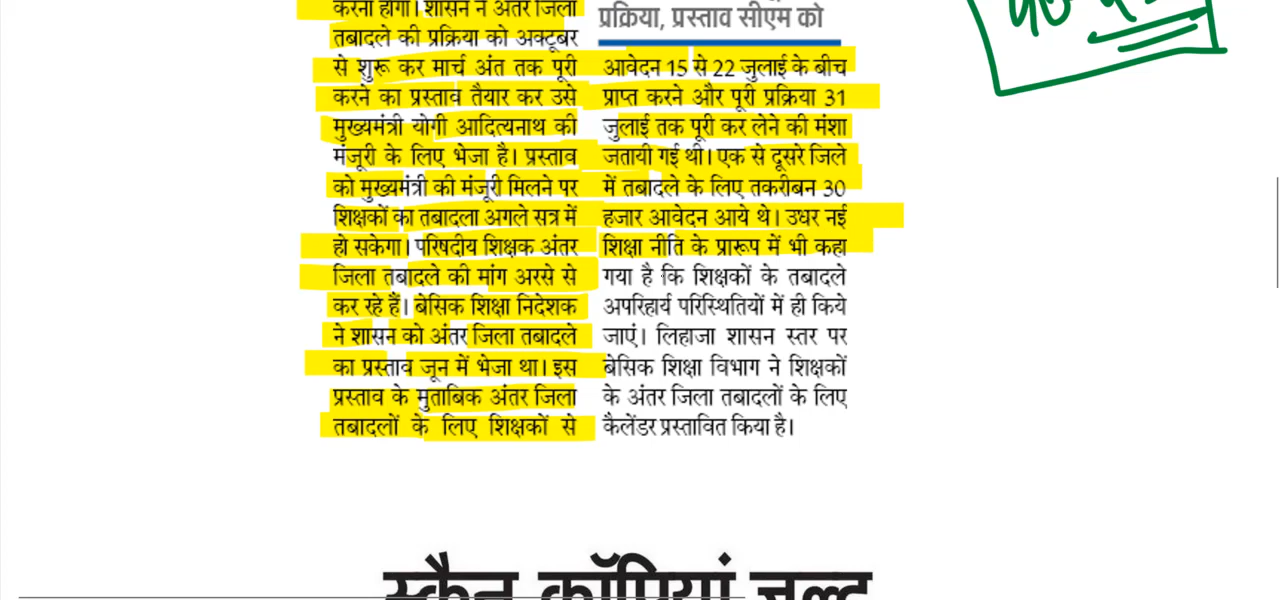 करना होगा। शासन ने अंतर जिला
तबादले की प्रक्रिया को अक्टूबर
से शुरू कर मार्च अंत तक पूरी
करने का प्रस्ताव तैयार कर उसे
मुख्यमंत्री योगी आदित्यनाथ की
मंजूरी के लिए भेजा है। प्रस्ताव
को मुख्यमंत्री की मंजूरी मिलने पर
शिक्षकों का तबादला अगले सत्र में
हो सकेगा। परिषदीय शिक्षक अंतर
जिला तबादले की मांग अरसे से
कर रहे हैं। बेसिक शिक्षा निदेशक
ने शासन को अंतर जिला तबादले
का प्रस्ताव जून में भेजा था। इस
प्रस्ताव के मुताबिक अंतर जिला
तबादलों के लिए शिक्षकों से
प्रक्रिया, प्रस्ताव सीएम को
आवेदन 15 से 22 जुलाई के बीच
प्राप्त करने और पूरी प्रक्रिया 31
जुलाई तक पूरी कर लेने की मंशा
जतायी गई थी। एक से दूसरे जिले
में तबादले के लिए तकरीबन 30
हजार आवेदन आये थे। उधर नई
शिक्षा नीति के प्रारूप में भी कहा
गया है कि शिक्षकों के तबादले
अपरिहार्य परिस्थितियों में ही किये
जाएं। लिहाजा शासन स्तर पर
बेसिक शिक्षा विभाग ने शिक्षकों
के अंतर जिला तबादलों के लिए
कैलेंडर प्रस्तावित किया है।
स्कैन कॉपियां जल्द